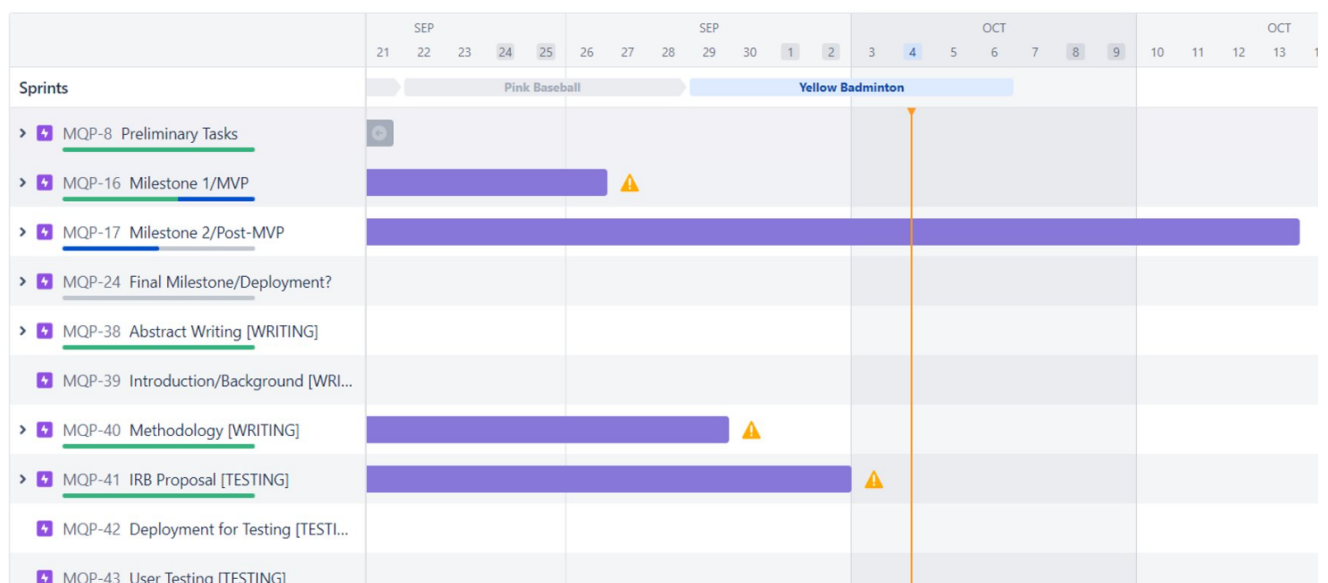 SEP SEP OCT OCT
21 22 23 24 25 26 27 28 29 30 1 2 3 4 5 6 7 8 9 10 11 12 13
Sprints Pink Baseball Yellow Badminton
MQP-8 Preliminary Tasks
MQP-16 Milestone 1/MVP
MQP-17 Milestone 2/Post-MVP
MQP-24 Final Milestone/Deployment?
MQP-38 Abstract Writing [WRITING]
MQP-39 Introduction/Background [WRI...
MQP-40 Methodology [WRITING]
MQP-41 IRB Proposal [TESTING]
MQP-42 Deployment for Testing [TESTI...
MQP-43 User Testing [TESTING]